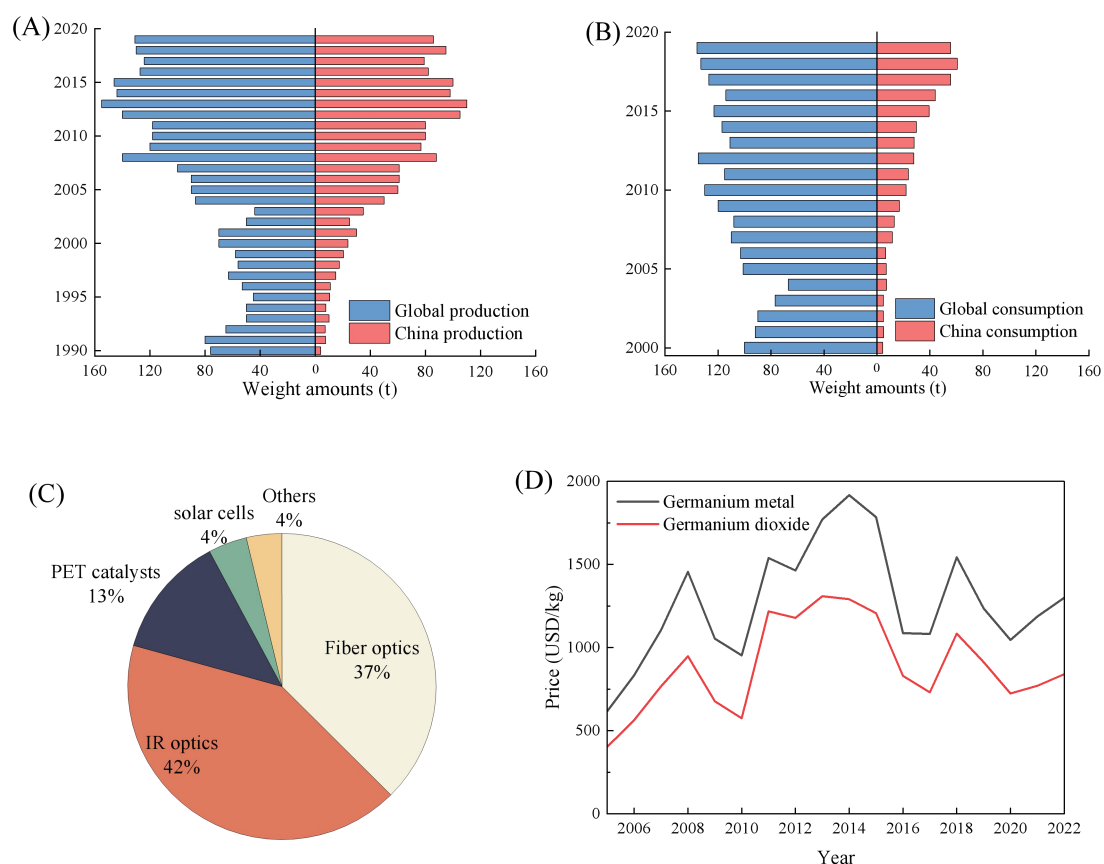 (A)
2020
2015
2010
2005
2000
1995
1990
160 120 80 40 0 40 80 120 160
Weight amounts (t)
Global production
China production
(B)
2020
2015
2010
2005
2000
160 120 80 40 0 40 80 120 160
Weight amounts (t)
Global consumption
China consumption
(C)
Others
4%
solar cells
4%
PET catalysts
13%
Fiber optics
37%
IR optics
42%
(D)
2000
1500
1000
500
0
Price (USD/kg)
Germanium metal
Germanium dioxide
2006 2008 2010 2012 2014 2016 2018 2020 2022
Year